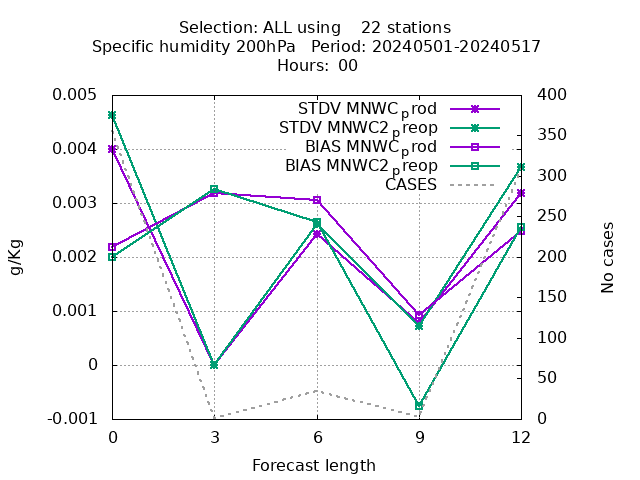 Selection: ALL using 22 stations
Specific humidity 200hPa Period: 20240501-20240517
Hours: 00
STDV MNWC_prod
STDV MNWC2_preop
BIAS MNWC_prod
BIAS MNWC2_preop
CASES
0.005
0.004
0.003
0.002
0.001
0
-0.001
400
350
300
250
200
150
100
50
0
g/Kg
No cases
0 3 6 9 12
Forecast length